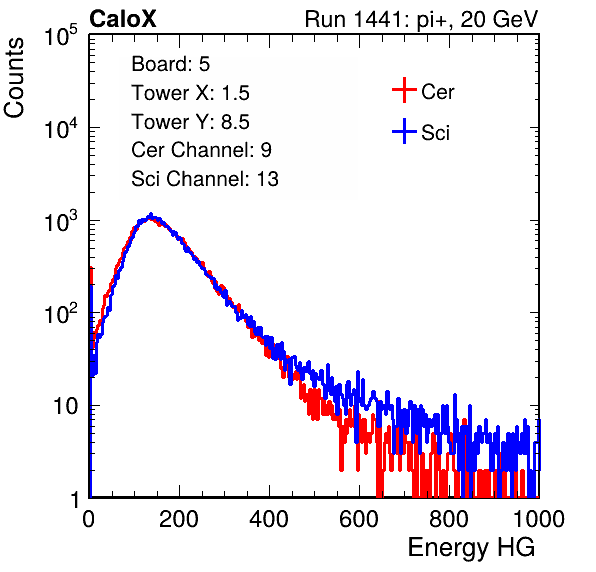 CaloX Run 1441: pi+, 20 GeV
Counts
Board: 5
Tower X: 1.5
Tower Y: 8.5
Cer Channel: 9
Sci Channel: 13
Cer
Sci
10^5
10^4
10^3
10^2
10
1
0 200 400 600 800 1000
Energy HG